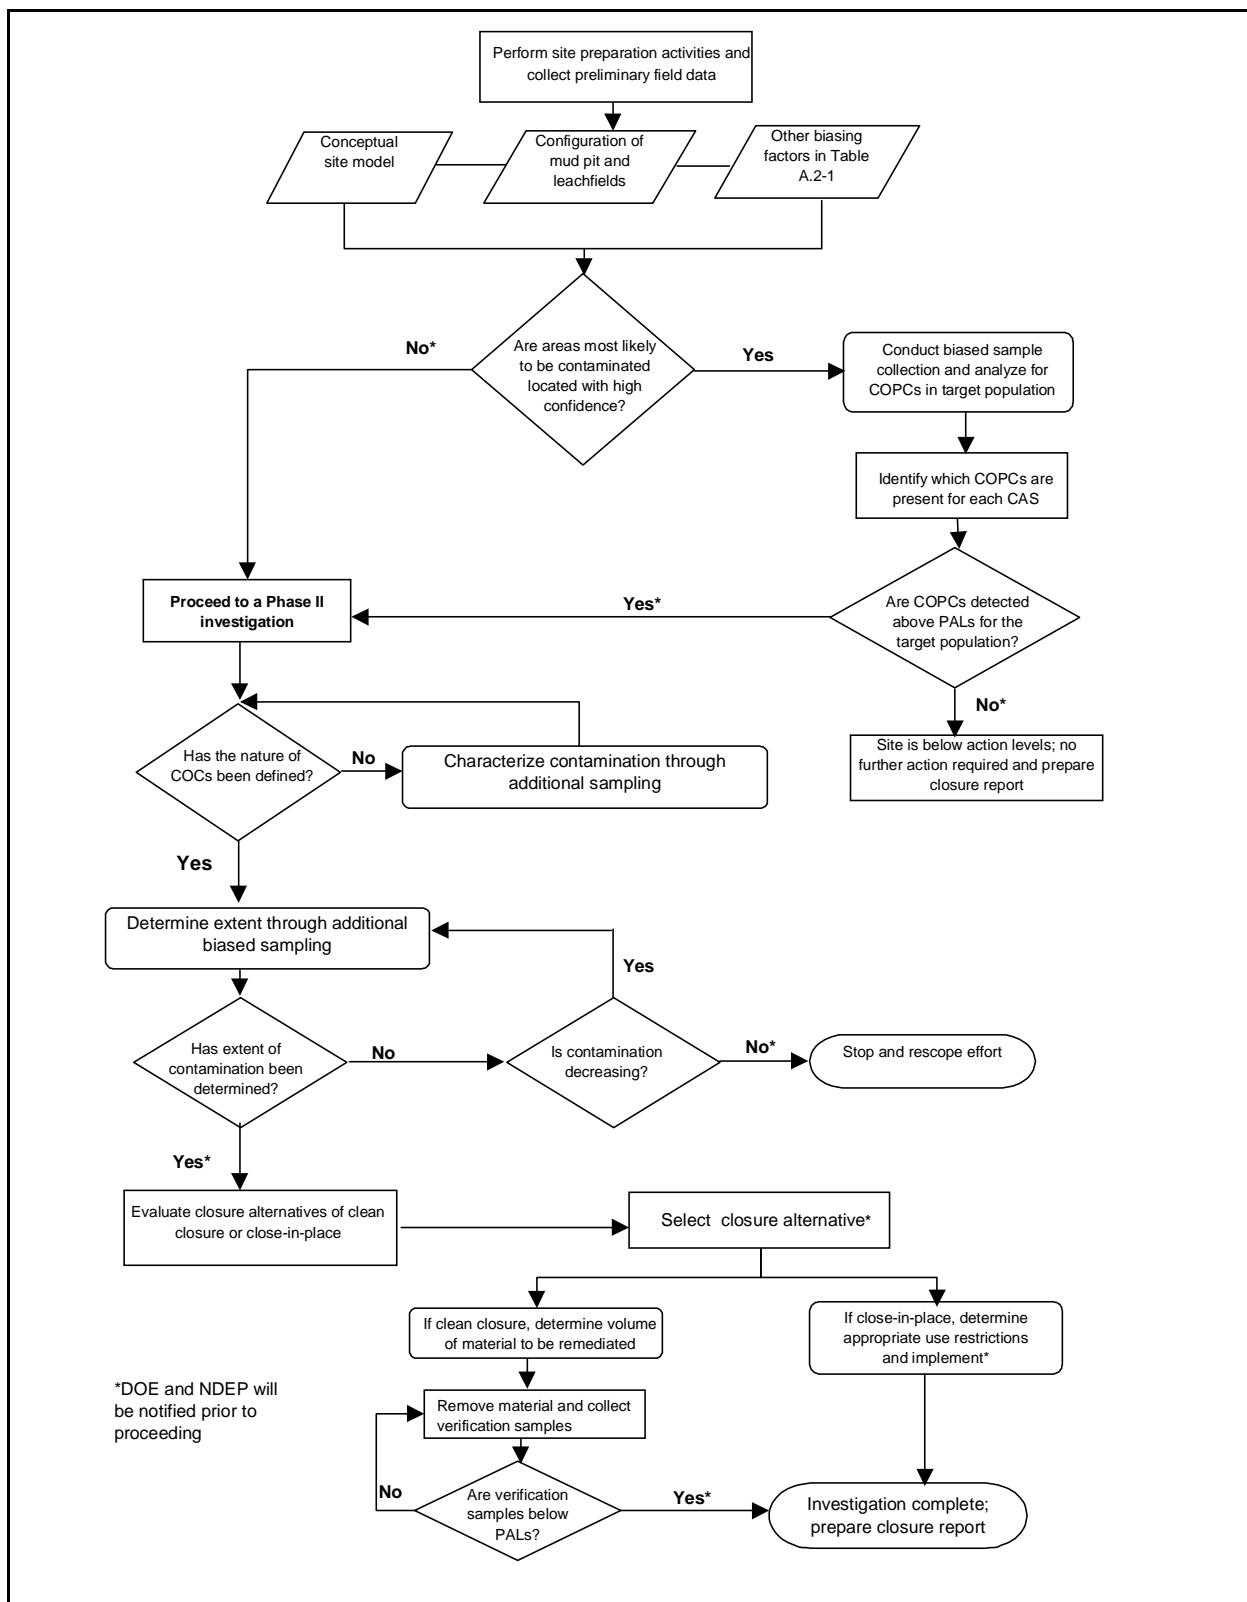 Perform site preparation activities and
collect preliminary field data
Conceptual
site model
Configuration of
mud pit and
leachfields
Other biasing
factors in Table
A.2-1
Are areas most likely
to be contaminated
located with high
confidence?
No*
Yes
Conduct biased sample
collection and analyze for
COPCs in target population
Identify which COPCs are
present for each CAS
Are COPCs detected
above PALs for the
target population?
Yes*
No*
Site is below action levels; no
further action required and prepare
closure report
Proceed to a Phase II
investigation
Has the nature of
COCs been defined?
No
Characterize contamination through
additional sampling
Yes
Determine extent through additional
biased sampling
Has extent of
contamination been
determined?
No
Is contamination
decreasing?
Yes
No*
Stop and rescope effort
Yes*
Evaluate closure alternatives of clean
closure or close-in-place
Select closure alternative*
If clean closure, determine volume
of material to be remediated
If close-in-place, determine
appropriate use restrictions
and implement*
*DOE and NDEP will
be notified prior to
proceeding
Remove material and collect
verification samples
Are verification
samples below
PALs?
No
Yes*
Investigation complete;
prepare closure report